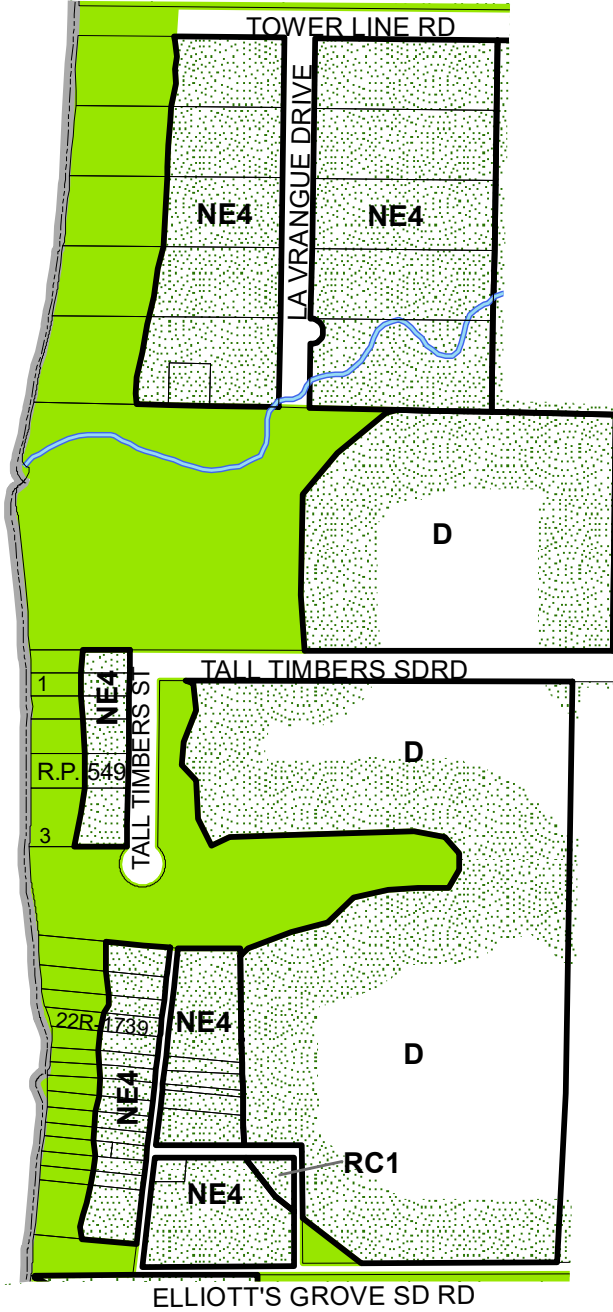 TOWER LINE RD
LA VRANGUE DRIVE
NE4
NE4
D
TALL TIMBERS SDRD
1
NE4
TALL TIMBERS ST
D
R.P. 549
3
22R-1739
NE4
D
NE4
RC1
NE4
ELLIOTT'S GROVE SD RD